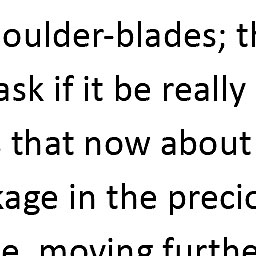 oulder-blades; th
ask if it be really
that now about
kage in the precio
e, moving furthe